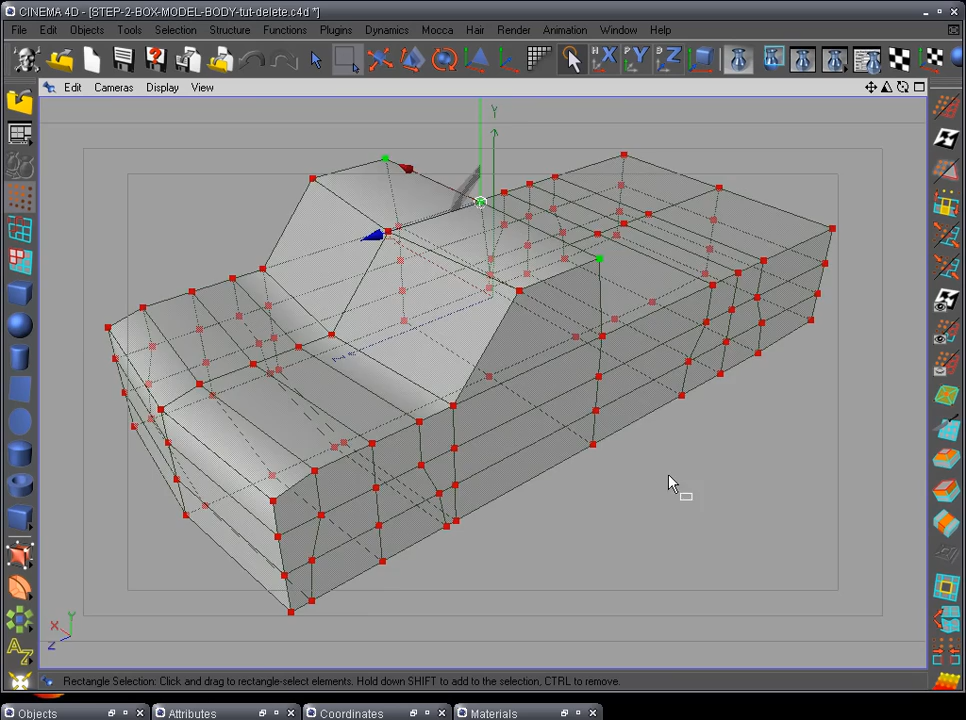 CINEMA 4D - [STEP-2-BOX-MODEL-BODY-tut-delete.c4d *]
File Edit Objects Tools Selection Structure Functions Plugins Dynamics Mocca Hair Render Animation Window Help
X Y Z
Edit Cameras Display View
Y
X Y
Z
A Z
Rectangle Selection: Click and drag to rectangle-select elements. Hold down SHIFT to add to the selection, CTRL to remove.
Objects Attributes Coordinates Materials